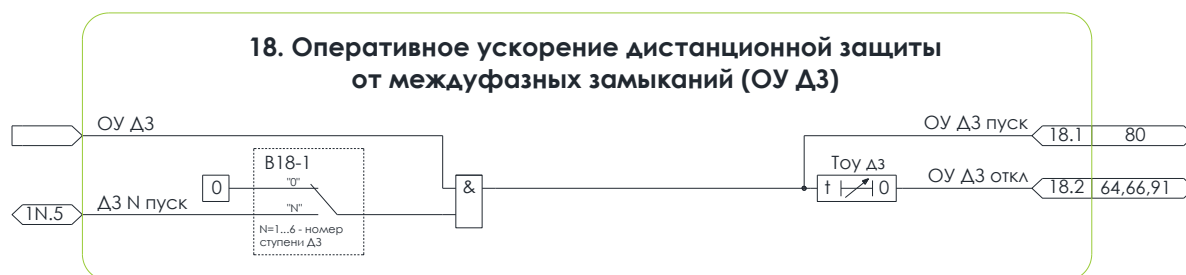 18. Оперативное ускорение дистанционной защиты
от междуфазных замыканий (ОУ ДЗ)
ОУ ДЗ
ОУ ДЗ пуск
18.1
80
В18-1
"0"
0
&
Tоу дз
t
0
ОУ ДЗ откл
18.2
64,66,91
1N.5
ДЗ N пуск
"N"
N=1...6 - номер
ступени ДЗ